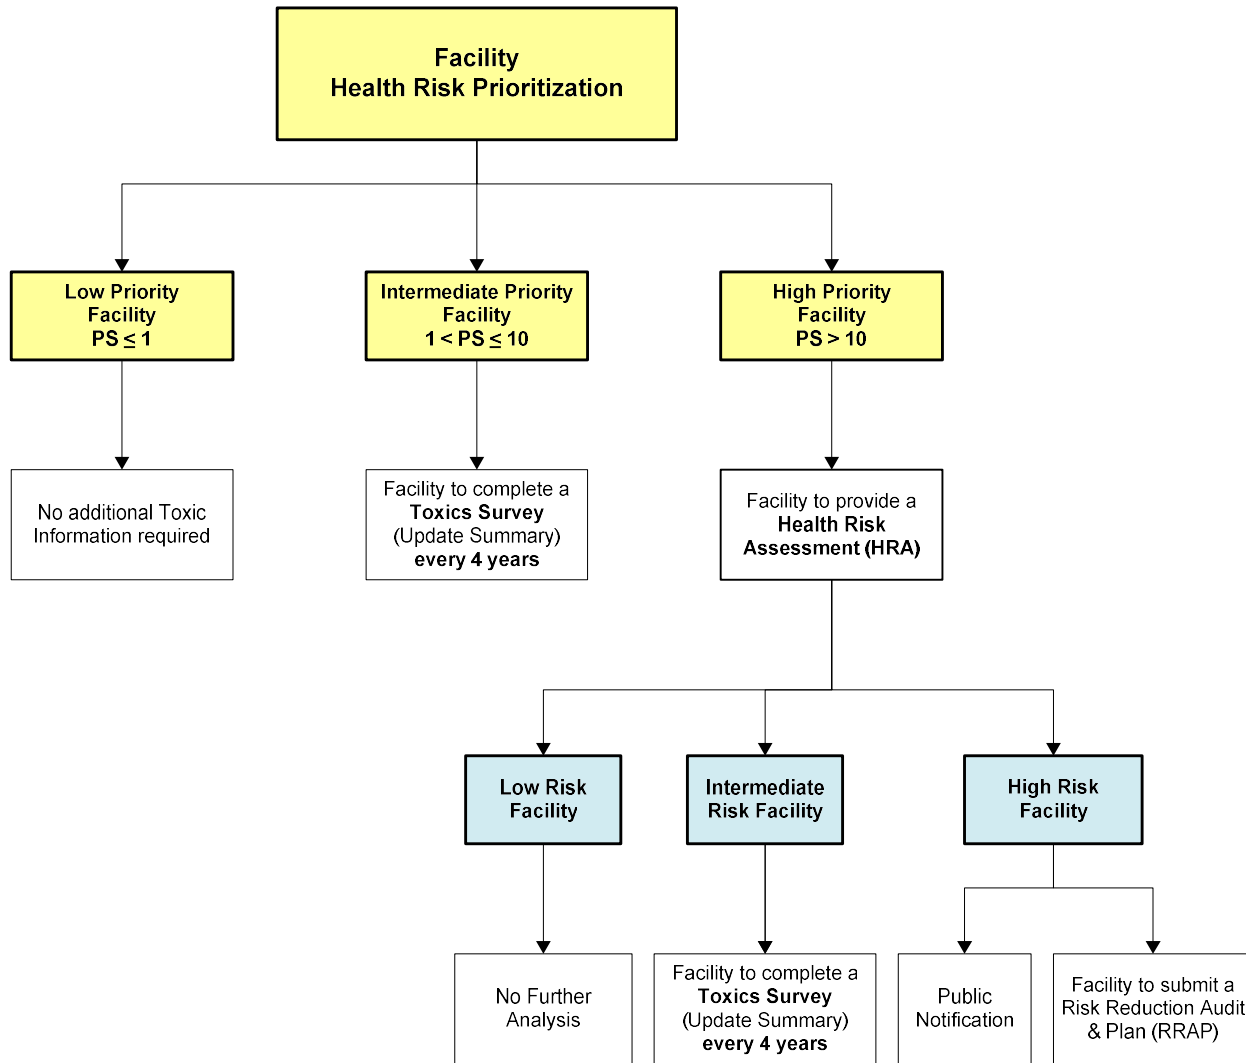 Facility
Health Risk Prioritization
Low Priority
Facility
PS ≤ 1
Intermediate Priority
Facility
1 < PS ≤ 10
High Priority
Facility
PS > 10
No additional Toxic
Information required
Facility to complete a
Toxics Survey
(Update Summary)
every 4 years
Facility to provide a
Health Risk
Assessment (HRA)
Low Risk
Facility
Intermediate
Risk Facility
High Risk
Facility
No Further
Analysis
Facility to complete a
Toxics Survey
(Update Summary)
every 4 years
Public
Notification
Facility to submit a
Risk Reduction Audit
& Plan (RRAP)